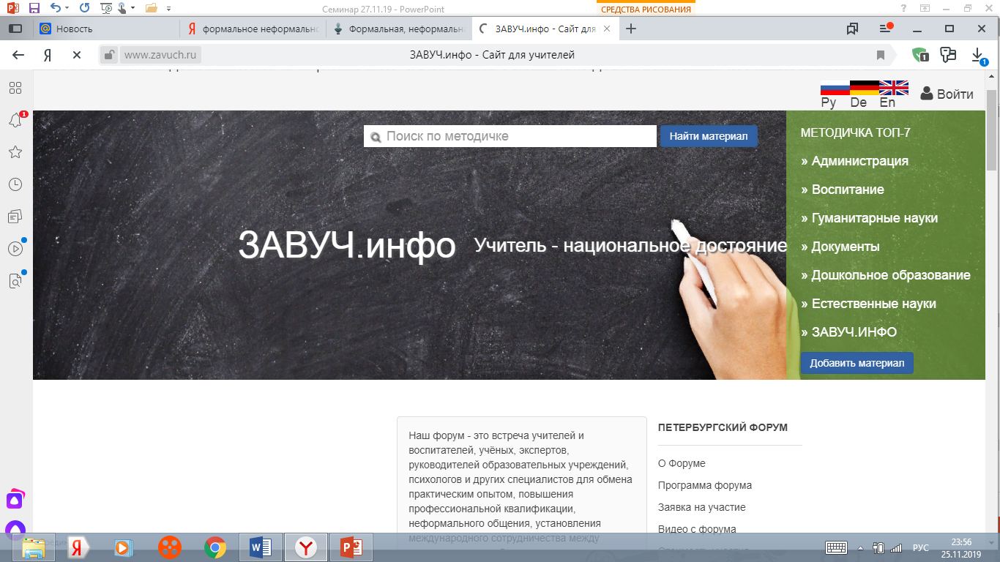 Семинар 27.11.19 - PowerPoint
СРЕДСТВА РИСОВАНИЯ
Новость
формальное неформально
Формальная, неформальна
ЗАВУЧ.инфо - Сайт для
www.zavuch.ru
ЗАВУЧ.инфо - Сайт для учителей
1
1
1
Ру
De
En
Войти
Поиск по методичке
Найти материал
МЕТОДИЧКА ТОП-7
» Администрация
» Воспитание
» Гуманитарные науки
» Документы
» Дошкольное образование
» Естественные науки
» ЗАВУЧ.ИНФО
Добавить материал
ЗАВУЧ.инфо
Учитель - национальное достояние
Наш форум - это встреча учителей и
воспитателей, учёных, экспертов,
руководителей образовательных учреждений,
психологов и других специалистов для обмена
практическим опытом, повышения
профессиональной квалификации,
неформального общения, установления
международного сотрудничества между
ПЕТЕРБУРГСКИЙ ФОРУМ
О Форуме
Программа форума
Заявка на участие
Видео с форума
РУС
23:56
25.11.2019